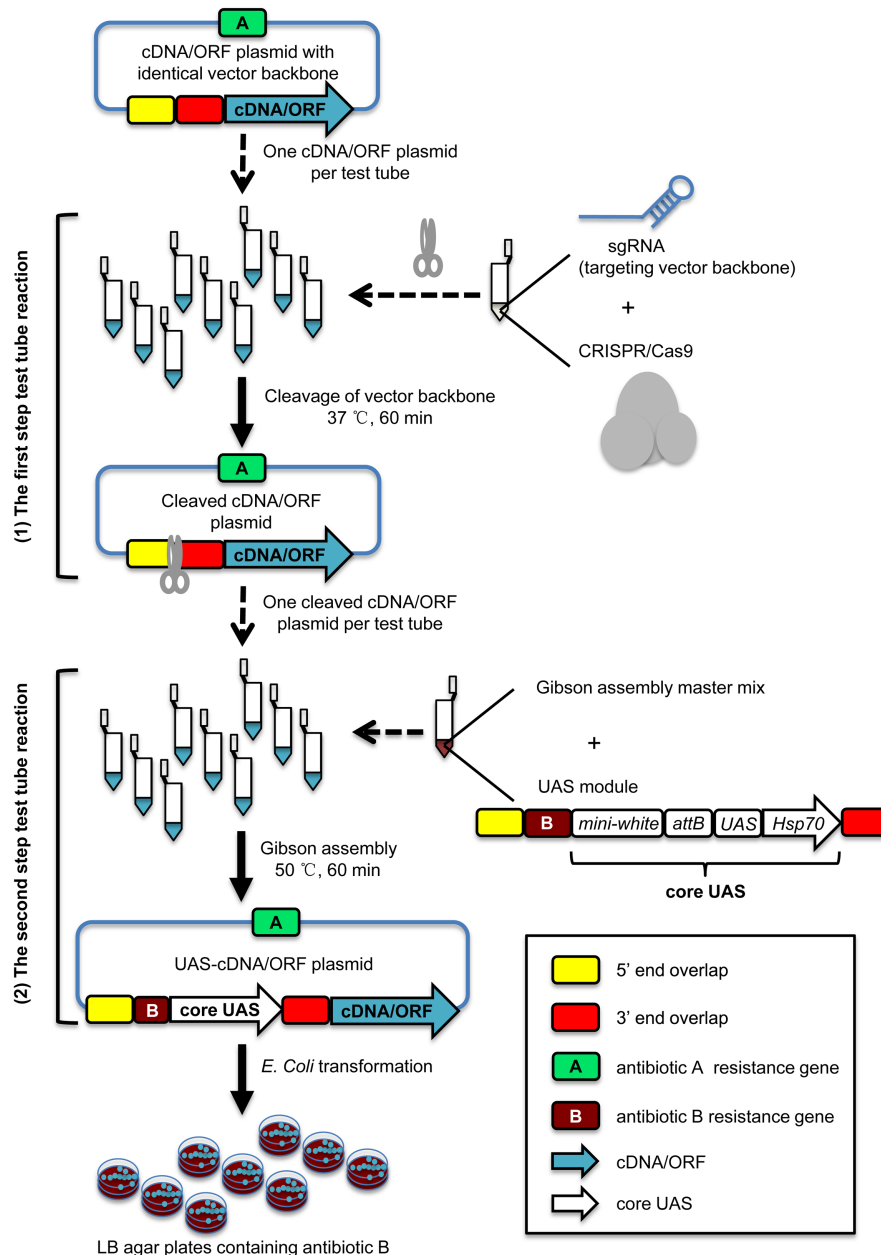 A
cDNA/ORF plasmid with
identical vector backbone
cDNA/ORF
One cDNA/ORF plasmid
per test tube
(1) The first step test tube reaction
sgRNA
(targeting vector backbone)
+
CRISPR/Cas9
Cleavage of vector backbone
37 ℃, 60 min
A
Cleaved cDNA/ORF
plasmid
cDNA/ORF
One cleaved cDNA/ORF
plasmid per test tube
(2) The second step test tube reaction
Gibson assembly master mix
+
UAS module
B mini-white attB UAS Hsp70
core UAS
Gibson assembly
50 ℃, 60 min
A
UAS-cDNA/ORF plasmid
B core UAS cDNA/ORF
E. Coli transformation
LB agar plates containing antibiotic B
5' end overlap
3' end overlap
A antibiotic A resistance gene
B antibiotic B resistance gene
cDNA/ORF
core UAS